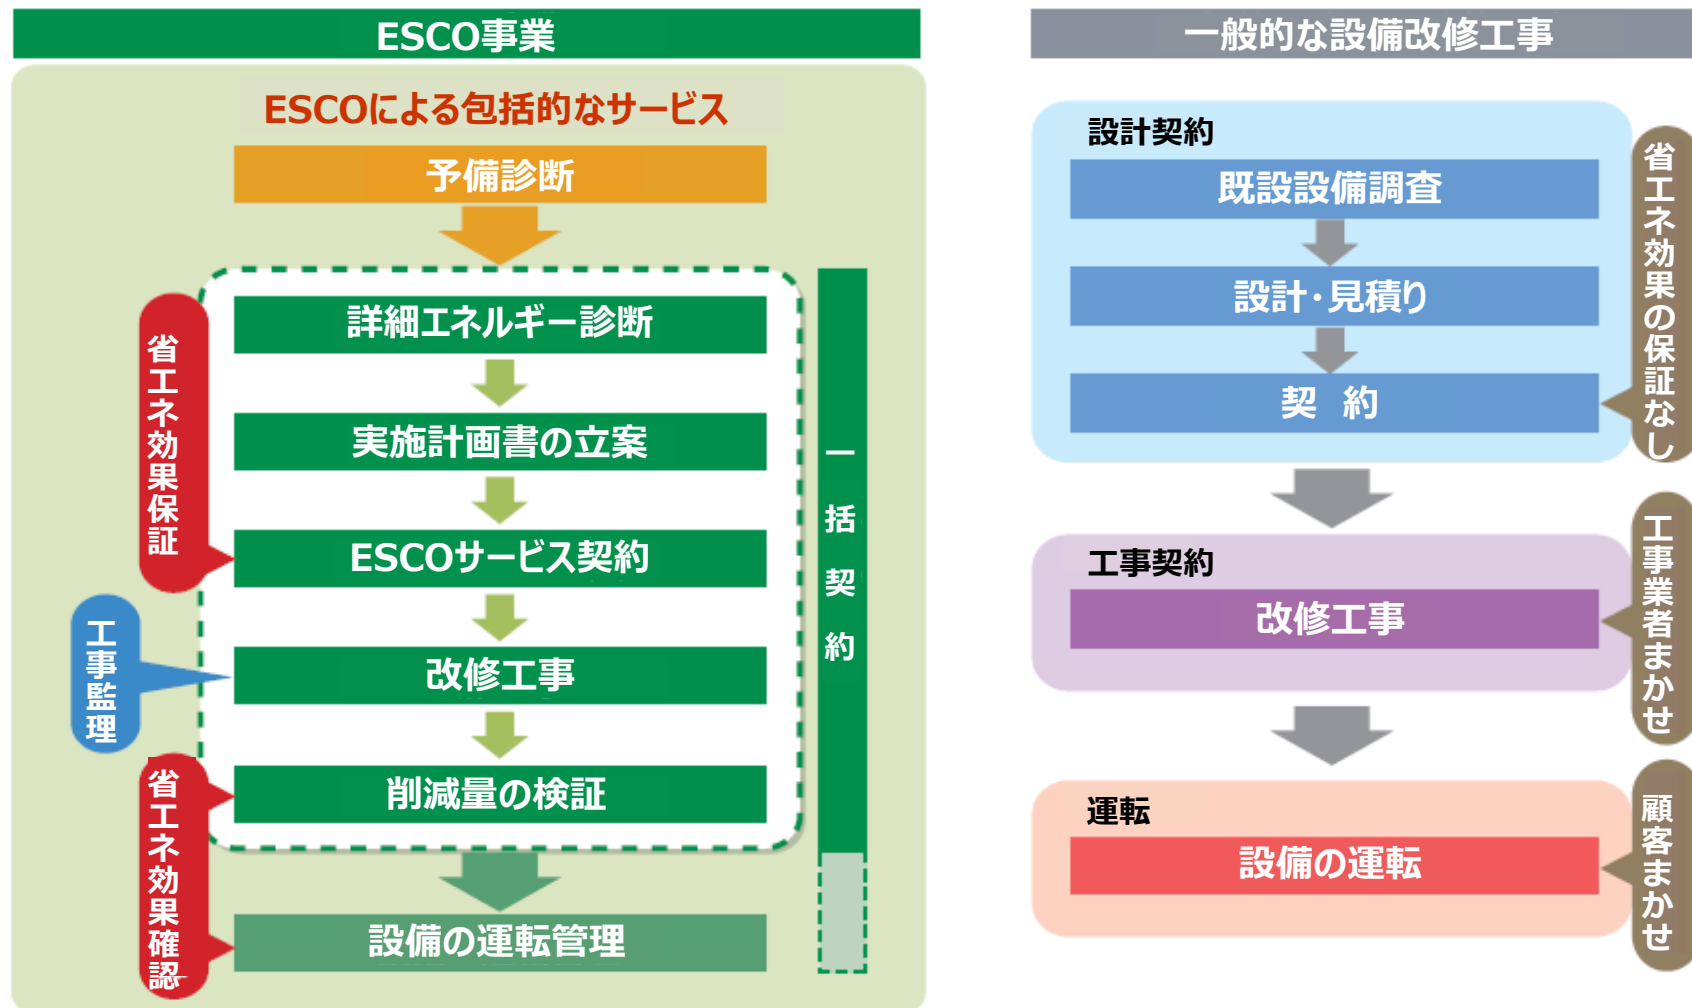 ESCO事業
ESCOによる包括的なサービス
予備診断
詳細エネルギー診断
実施計画書の立案
ESCOサービス契約
改修工事
削減量の検証
設備の運転管理
省エネ効果保証
工事監理
省エネ効果確認
一括契約
一般的な設備改修工事
設計契約
既設設備調査
設計・見積り
契 約
省エネ効果の保証なし
工事契約
改修工事
工事業者まかせ
運転
設備の運転
顧客まかせ